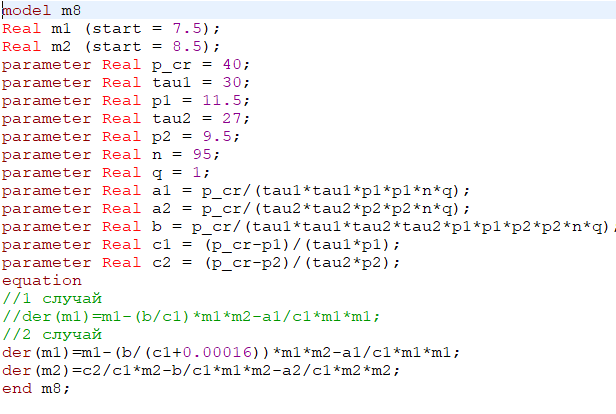 model m8
Real m1 (start = 7.5);
Real m2 (start = 8.5);
parameter Real p_cr = 40;
parameter Real tau1 = 30;
parameter Real p1 = 11.5;
parameter Real tau2 = 27;
parameter Real p2 = 9.5;
parameter Real n = 95;
parameter Real q = 1;
parameter Real a1 = p_cr/(tau1*tau1*p1*p1*n*q);
parameter Real a2 = p_cr/(tau2*tau2*p2*p2*n*q);
parameter Real b = p_cr/(tau1*tau1*tau2*tau2*p1*p1*p2*p2*n*q)
parameter Real c1 = (p_cr-p1)/(tau1*p1);
parameter Real c2 = (p_cr-p2)/(tau2*p2);
equation
//1 случай
//der(m1)=m1-(b/c1)*m1*m2-a1/c1*m1*m1;
//2 случай
der(m1)=m1-(b/(c1+0.00016))*m1*m2-a1/c1*m1*m1;
der(m2)=c2/c1*m2-b/c1*m1*m2-a2/c1*m2*m2;
end m8;